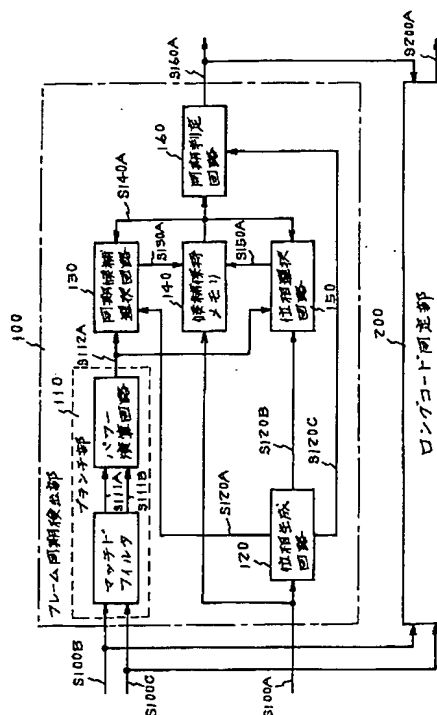 100
フレーム同期検出部
110
ブランチ部
マッチド
フィルタ
S111A
S111B
パワー
演算回路
S112A
130
同期候補
選択回路
S140A
S130A
140
候補保持
メモリ
S150A
位相選択
回路
150
160
同期判定
回路
S160A
S100B
S100C
S100A
120
位相生成
回路
S120A
S120B
S120C
200
ロングコード同定部
S200A